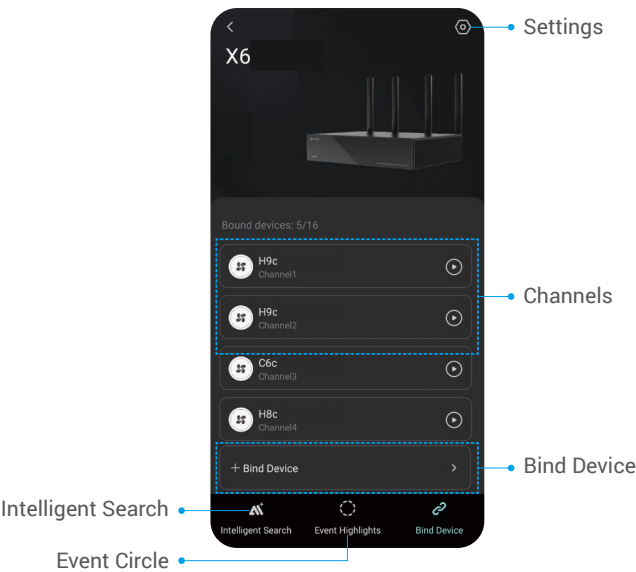 Settings
X6
Bound devices: 5/16
H9c
Channel1
H9c
Channel2
Channels
C6c
Channel3
H8c
Channel4
+ Bind Device
Bind Device
Intelligent Search
Intelligent Search
Event Highlights
Bind Device
Event Circle